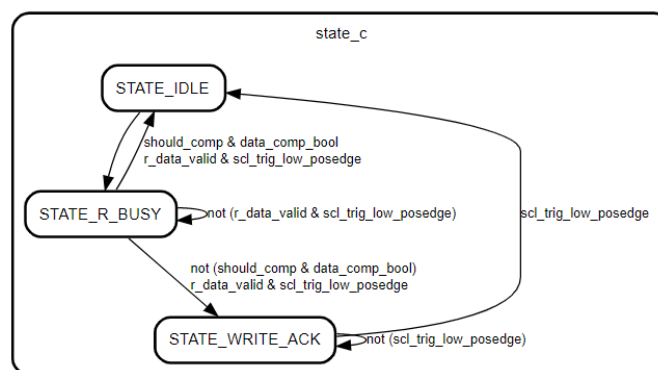 state_c
STATE_IDLE
should_comp & data_comp_bool
r_data_valid & scl_trig_low_posedge
STATE_R_BUSY
not (r_data_valid & scl_trig_low_posedge)
scl_trig_low_posedge
not (should_comp & data_comp_bool)
r_data_valid & scl_trig_low_posedge
STATE_WRITE_ACK
not (scl_trig_low_posedge)